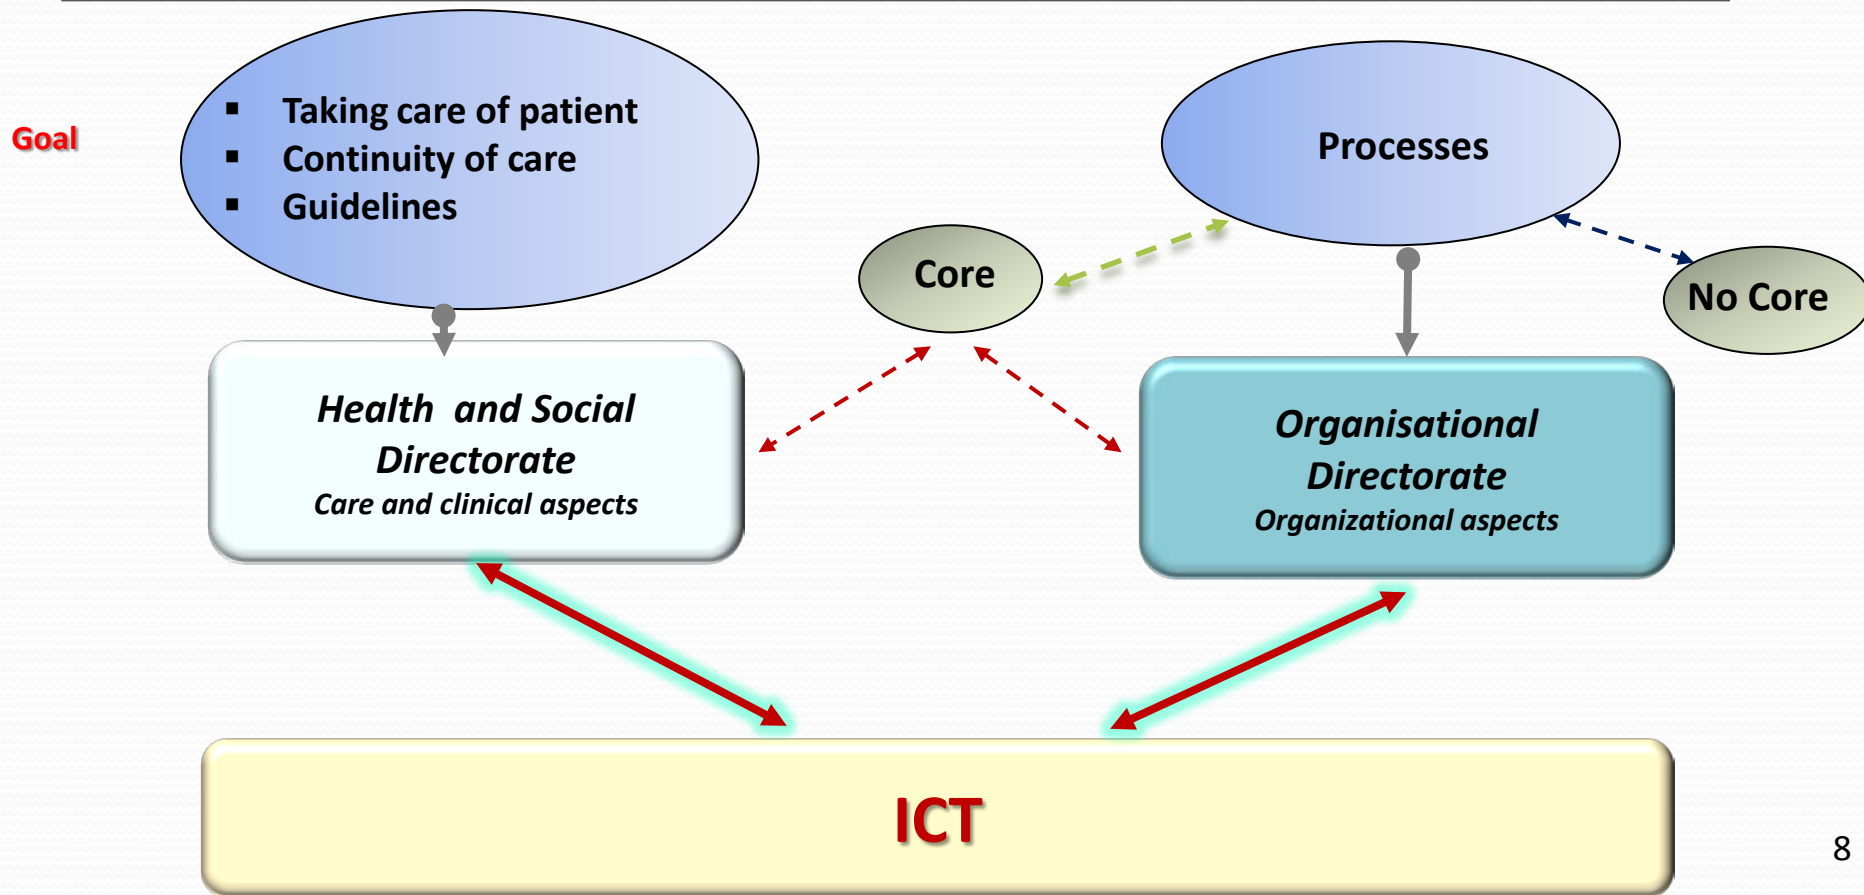 Goal
▪ Taking care of patient
▪ Continuity of care
▪ Guidelines
Processes
Core
No Core
Health and Social
Directorate
Care and clinical aspects
Organisational
Directorate
Organizational aspects
ICT
8